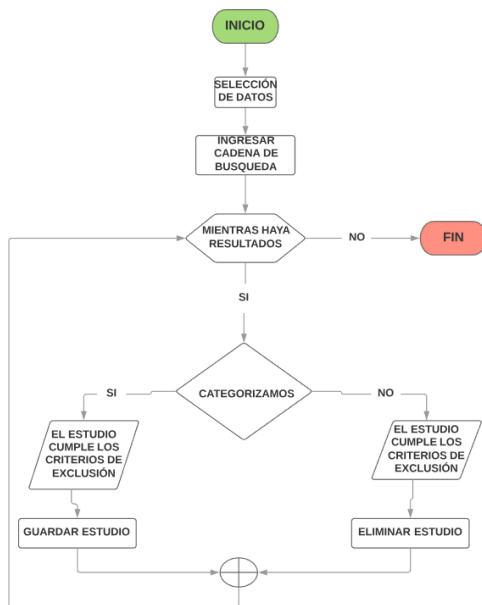 INICIO
SELECCIÓN
DE DATOS
INGRESAR
CADENA DE
BUSQUEDA
MIENTRAS HAYA
RESULTADOS
NO
FIN
SI
CATEGORIZAMOS
SI
NO
EL ESTUDIO
CUMPLE LOS
CRITERIOS DE
EXCLUSIÓN
EL ESTUDIO
CUMPLE LOS
CRITERIOS DE
EXCLUSIÓN
GUARDAR ESTUDIO
ELIMINAR ESTUDIO